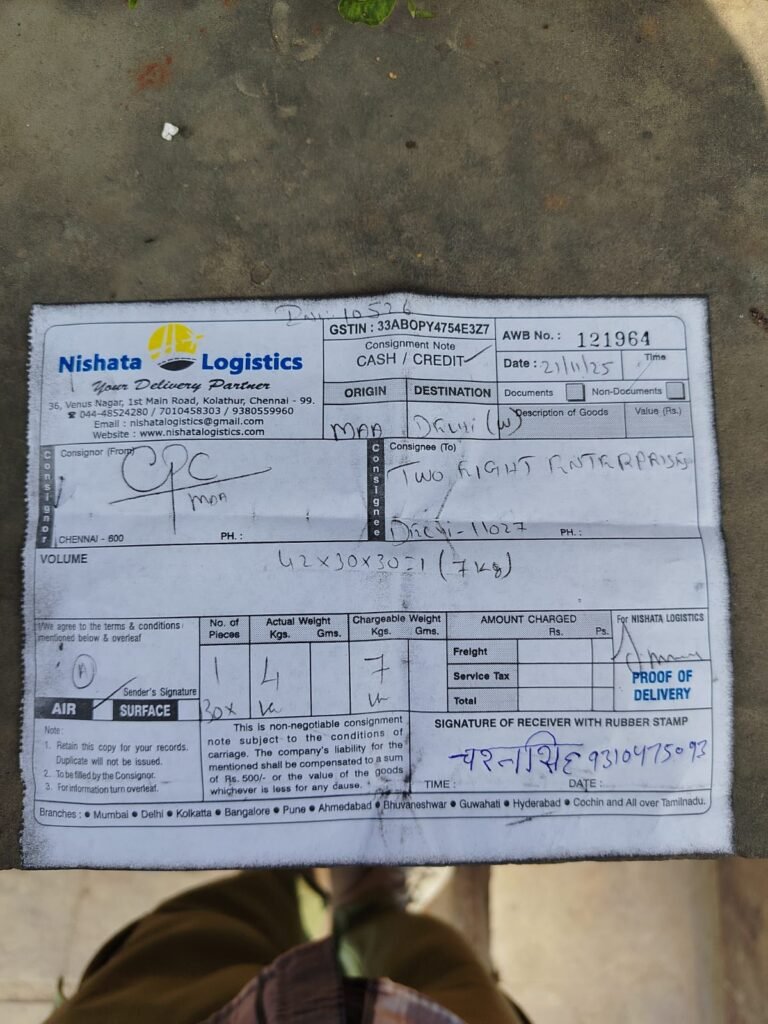 GSTIN : 33ABOPY4754E3Z7
Nishata Logistics
Your Delivery Partner
36, Venus Nagar, 1st Main Road, Kolathur, Chennai - 99.
☎ 044-48524280 / 7010458303 / 9380559960
Email : nishatalogistics@gmail.com
Website : www.nishatalogistics.com
Consignment Note
CASH / CREDIT
AWB No. : 121964
Date : 21/11/25 Time
ORIGIN DESTINATION
Documents Non-Documents
MAA DELHI (W)
Description of Goods Value (Rs.)
Consignor
Consignor (From)
CPC
MAA
CHENNAI - 600 PH. :
Consignee
Consignee (To)
TWO EIGHT ENTERPRISES
Delhi-11027 PH. :
VOLUME
42x30x30=1 (7kg)
I/We agree to the terms & conditions mentioned below & overleaf
A
Sender's Signature
AIR SURFACE
No. of Pieces Actual Weight Kgs. Gms. Chargeable Weight Kgs. Gms.
1 4 7
Box
AMOUNT CHARGED
Rs. Ps.
Freight
Service Tax
Total
For NISHATA LOGISTICS
PROOF OF
DELIVERY
Note :
1. Retain this copy for your records.
Duplicate will not be issued.
2. To be filled by the Consignor.
3. For information turn overleaf.
This is non-negotiable consignment
note subject to the conditions of
carriage. The company's liability for the
mentioned shall be compensated to a sum
of Rs. 500/- or the value of the goods
whichever is less for any dause.
SIGNATURE OF RECEIVER WITH RUBBER STAMP
चरनसिंह 9310475093
TIME : DATE :
Branches : ● Mumbai ● Delhi ● Kolkatta ● Bangalore ● Pune ● Ahmedabad ● Bhuvaneshwar ● Guwahati ● Hyderabad ● Cochin and All over Tamilnadu.